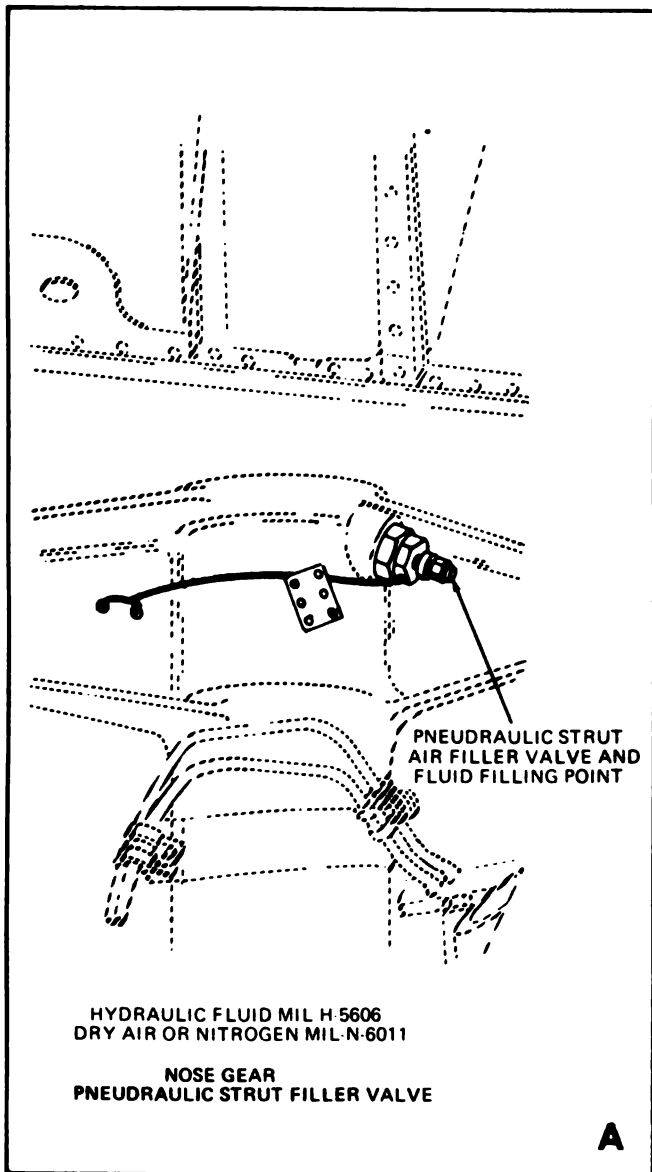 PNEUDRAULIC STRUT
AIR FILLER VALVE AND
FLUID FILLING POINT
HYDRAULIC FLUID MIL H-5606
DRY AIR OR NITROGEN MIL-N-6011
NOSE GEAR
PNEUDRAULIC STRUT FILLER VALVE
A